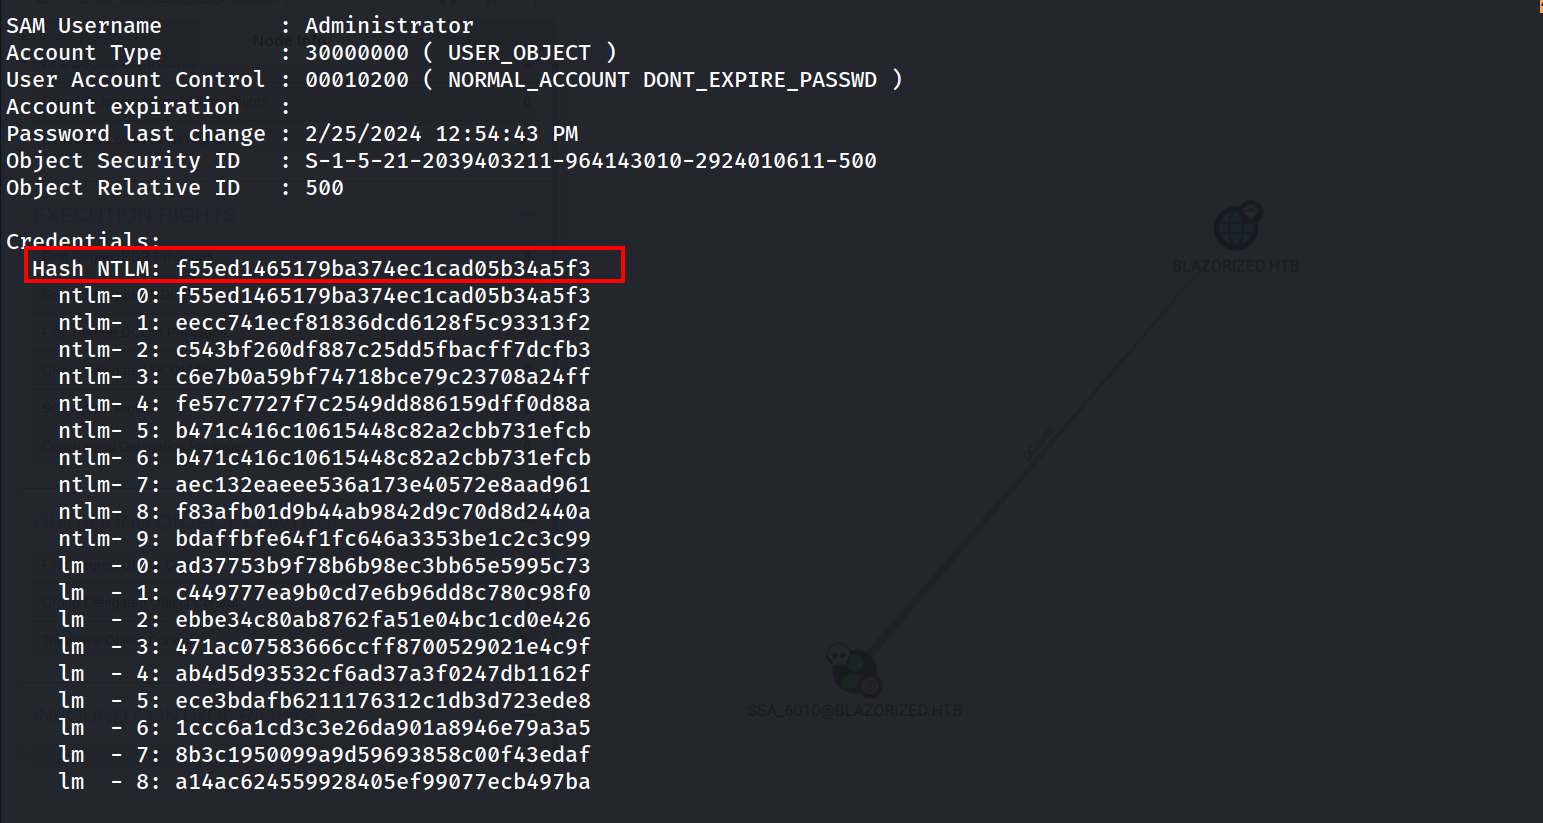 SAM Username         : Administrator
Account Type         : 30000000 ( USER_OBJECT )
User Account Control : 00010200 ( NORMAL_ACCOUNT DONT_EXPIRE_PASSWD )
Account expiration   :
Password last change : 2/25/2024 12:54:43 PM
Object Security ID   : S-1-5-21-2039403211-964143010-2924010611-500
Object Relative ID   : 500
EXECUTION RIGHTS
Credentials:
  Hash NTLM: f55ed1465179ba374ec1cad05b34a5f3
    ntlm- 0: f55ed1465179ba374ec1cad05b34a5f3
    ntlm- 1: eecc741ecf81836dcd6128f5c93313f2
    ntlm- 2: c543bf260df887c25dd5fbacff7dcfb3
    ntlm- 3: c6e7b0a59bf74718bce79c23708a24ff
    ntlm- 4: fe57c7727f7c2549dd886159dff0d88a
    ntlm- 5: b471c416c10615448c82a2cbb731efcb
    ntlm- 6: b471c416c10615448c82a2cbb731efcb
    ntlm- 7: aec132eaeee536a173e40572e8aad961
    ntlm- 8: f83afb01d9b44ab9842d9c70d8d2440a
    ntlm- 9: bdaffbfe64f1fc646a3353be1c2c3c99
    lm  - 0: ad37753b9f78b6b98ec3bb65e5995c73
    lm  - 1: c449777ea9b0cd7e6b96dd8c780c98f0
    lm  - 2: ebbe34c80ab8762fa51e04bc1cd0e426
    lm  - 3: 471ac07583666ccff8700529021e4c9f
    lm  - 4: ab4d5d93532cf6ad37a3f0247db1162f
    lm  - 5: ece3bdafb6211176312c1db3d723ede8
    lm  - 6: 1ccc6a1cd3c3e26da901a8946e79a3a5
    lm  - 7: 8b3c1950099a9d59693858c00f43edaf
    lm  - 8: a14ac624559928405ef99077ecb497ba
BLAZORIZED.HTB
DCSync
SSA_6010@BLAZORIZED.HTB